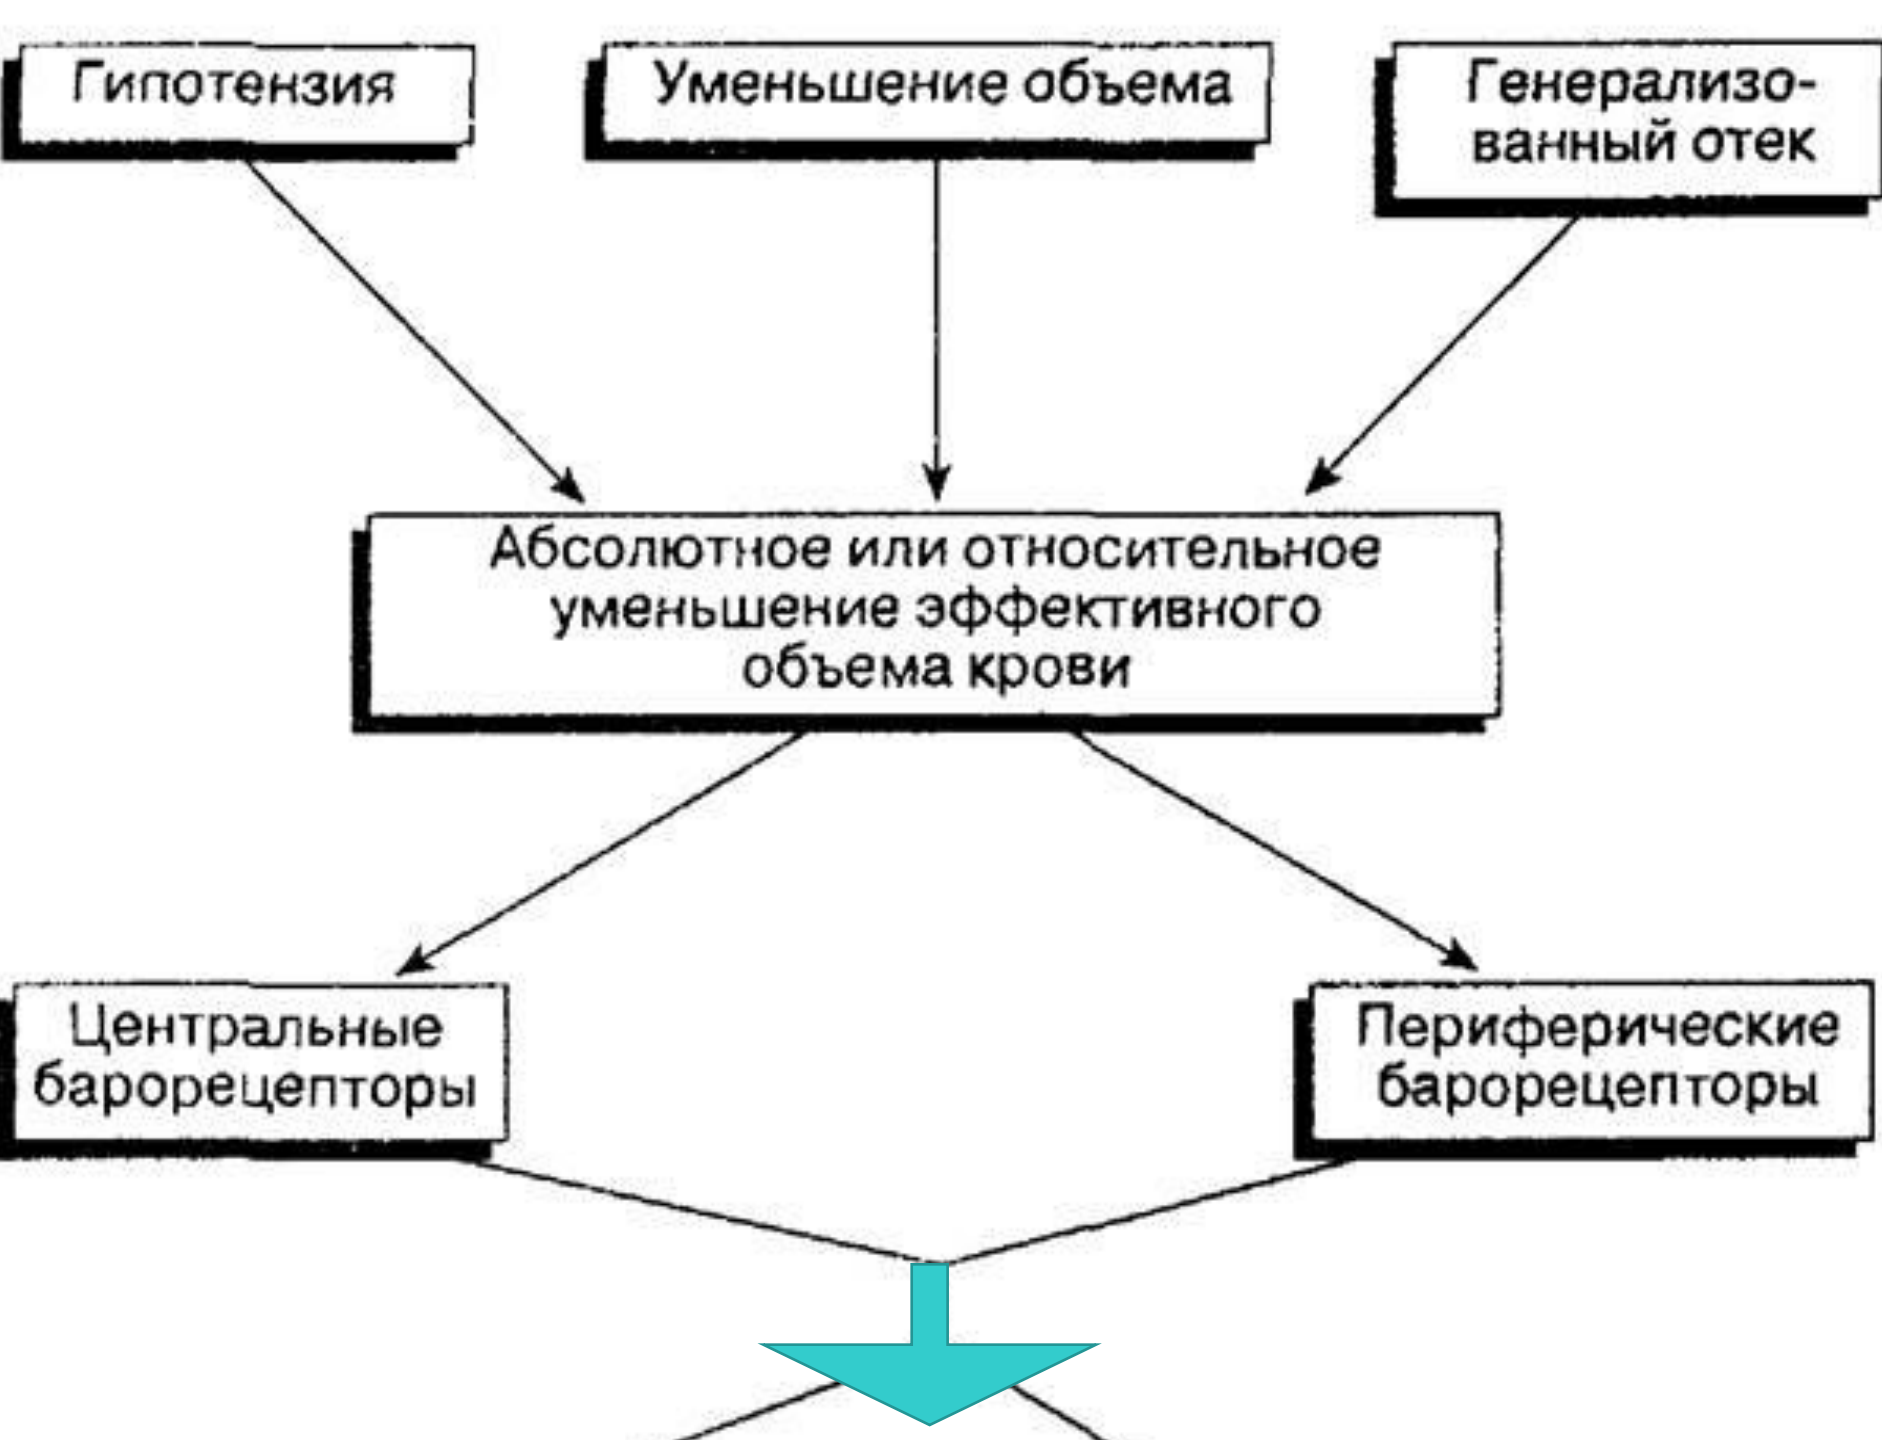 Гипотензия
Уменьшение объема
Генерализо-
ванный отек
Абсолютное или относительное
уменьшение эффективного
объема крови
Центральные
барорецепторы
Периферические
барорецепторы